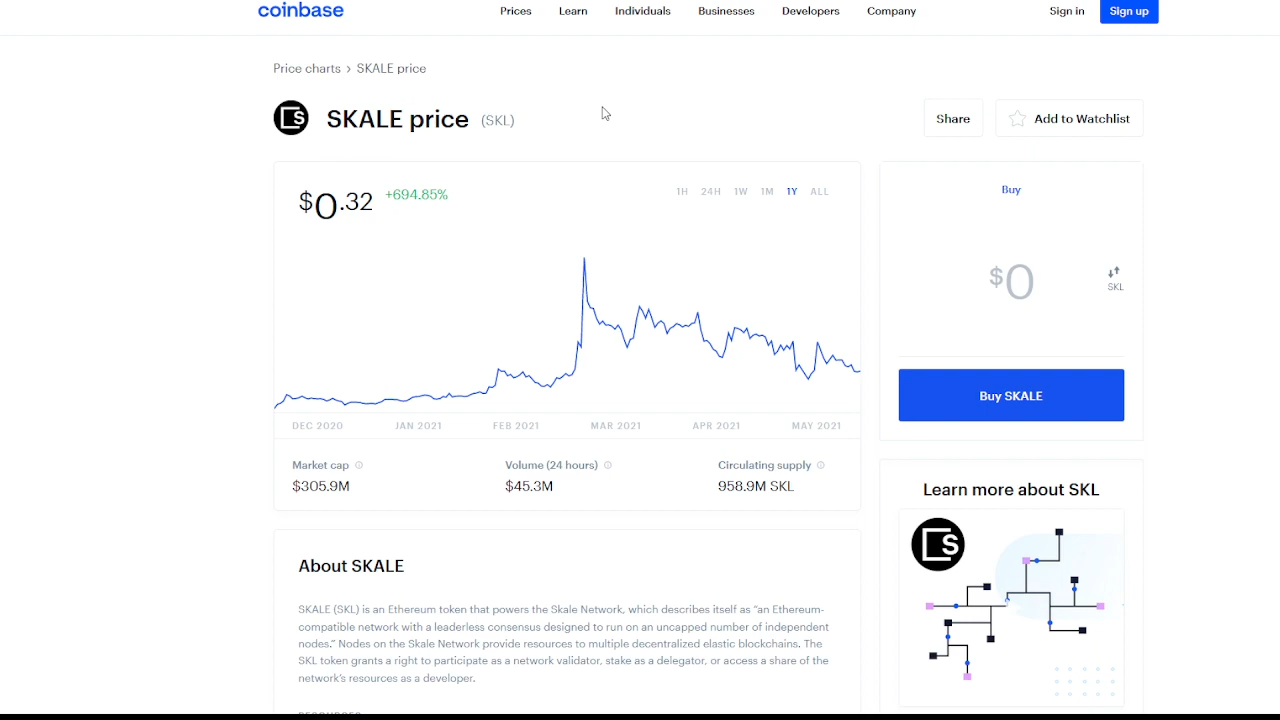 coinbase
Prices Learn Individuals Businesses Developers Company
Sign in Sign up
Price charts › SKALE price
SKALE price (SKL)
Share
Add to Watchlist
$0.32 +694.85%
1H 24H 1W 1M 1Y ALL
DEC 2020 JAN 2021 FEB 2021 MAR 2021 APR 2021 MAY 2021
Market cap
$305.9M
Volume (24 hours)
$45.3M
Circulating supply
958.9M SKL
Buy
$0
SKL
Buy SKALE
About SKALE
SKALE (SKL) is an Ethereum token that powers the Skale Network, which describes itself as “an Ethereum-
compatible network with a leaderless consensus designed to run on an uncapped number of independent
nodes.” Nodes on the Skale Network provide resources to multiple decentralized elastic blockchains. The
SKL token grants a right to participate as a network validator, stake as a delegator, or access a share of the
network’s resources as a developer.
RESOURCES
Learn more about SKL
S